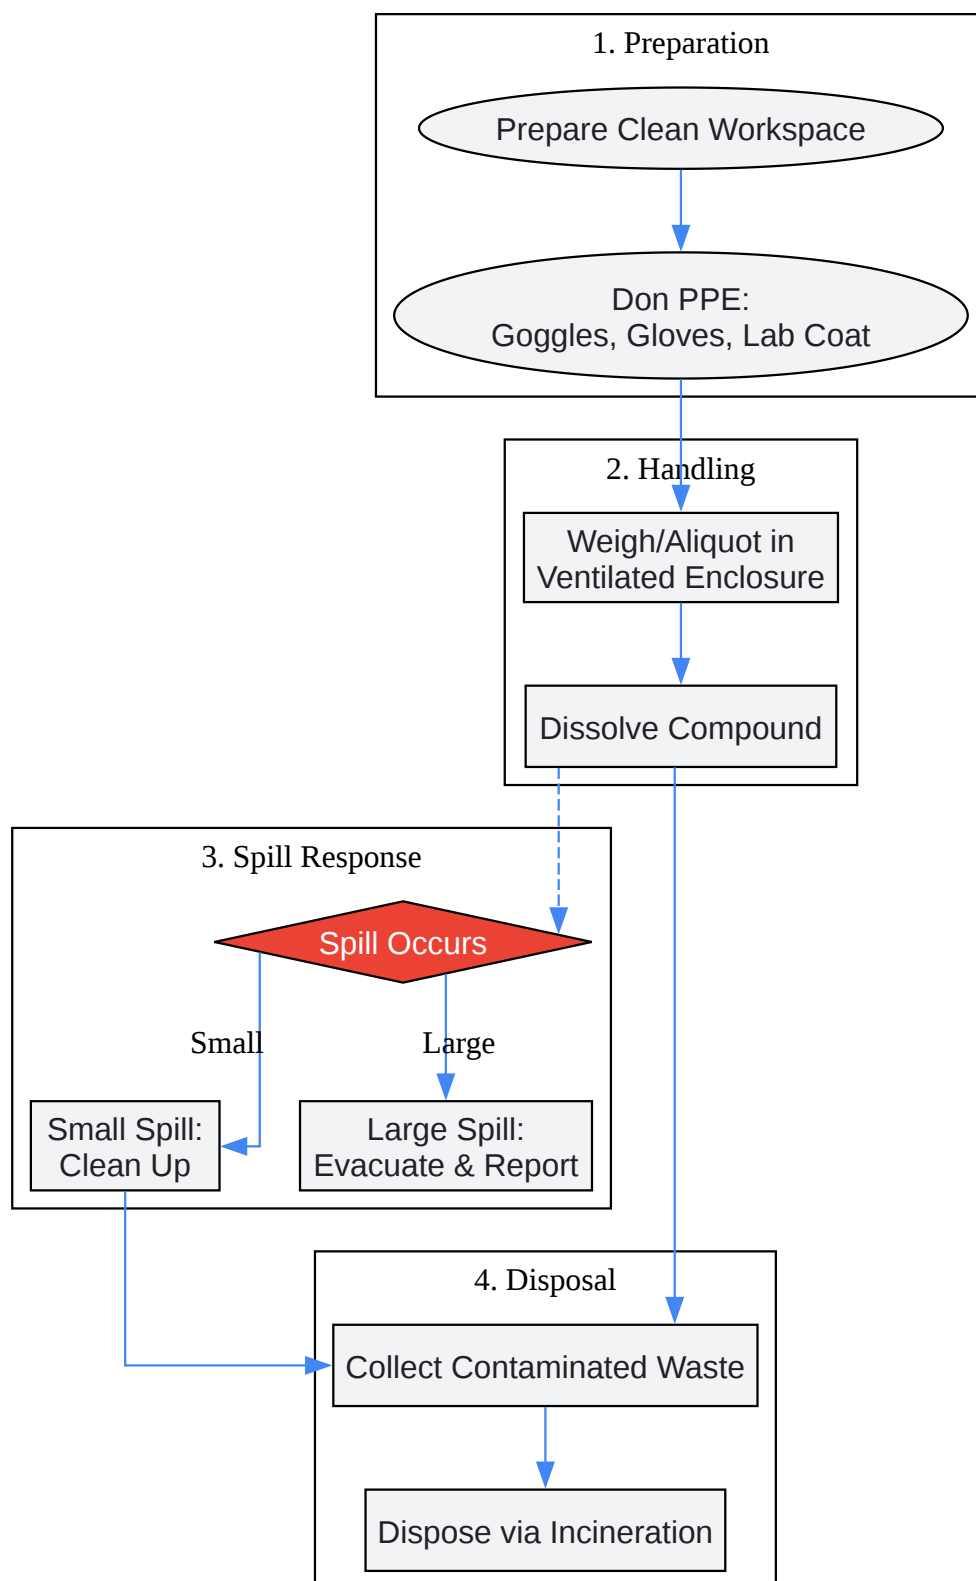 1. Preparation
Prepare Clean Workspace
Don PPE:
Goggles, Gloves, Lab Coat
2. Handling
Weigh/Aliquot in
Ventilated Enclosure
Dissolve Compound
3. Spill Response
Spill Occurs
Small
Large
Small Spill:
Clean Up
Large Spill:
Evacuate & Report
4. Disposal
Collect Contaminated Waste
Dispose via Incineration